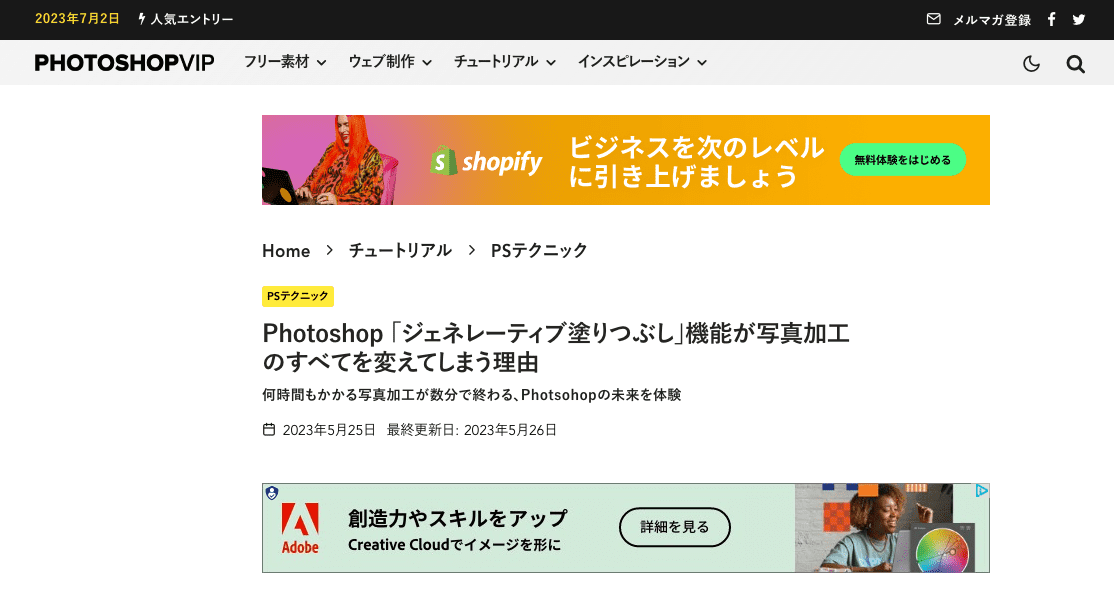 2023年7月2日 人気エントリー メルマガ登録
PHOTOSHOPVIP フリー素材 ウェブ制作 チュートリアル インスピレーション
shopify
ビジネスを次のレベル
に引き上げましょう
無料体験をはじめる
Home チュートリアル PSテクニック
PSテクニック
Photoshop「ジェネレーティブ塗りつぶし」機能が写真加工
のすべてを変えてしまう理由
何時間もかかる写真加工が数分で終わる、Photsohopの未来を体験
2023年5月25日 最終更新日: 2023年5月26日
Adobe
創造力やスキルをアップ
Creative Cloudでイメージを形に
詳細を見る